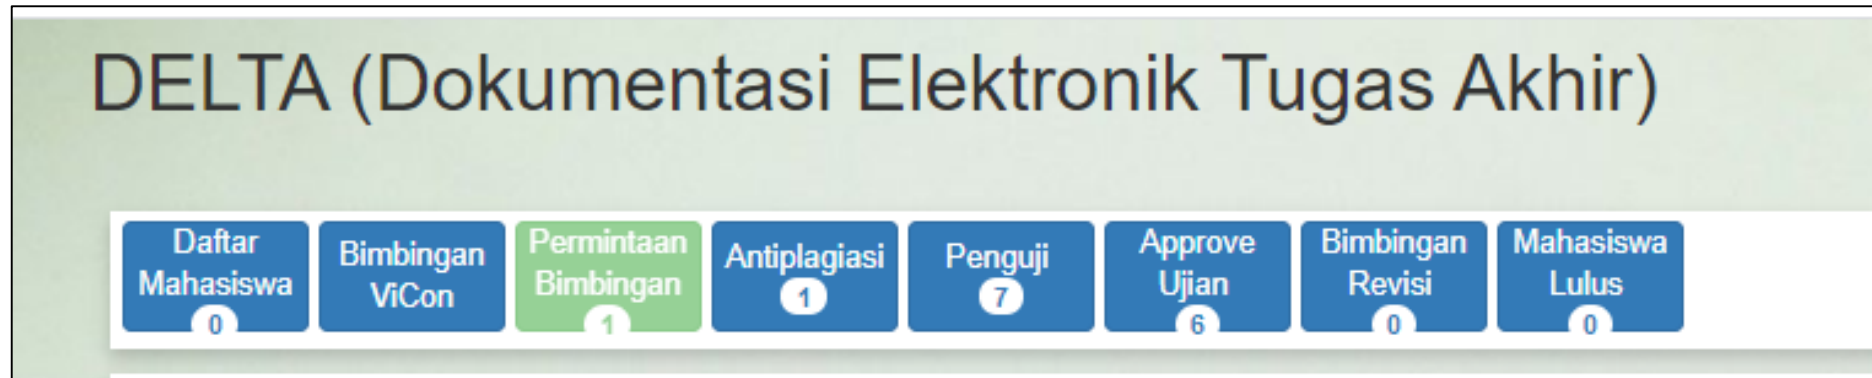 DELTA (Dokumentasi Elektronik Tugas Akhir)
Daftar
Mahasiswa
0
Bimbingan
ViCon
Permintaan
Bimbingan
1
Antiplagiasi
1
Penguji
7
Approve
Ujian
6
Bimbingan
Revisi
0
Mahasiswa
Lulus
0